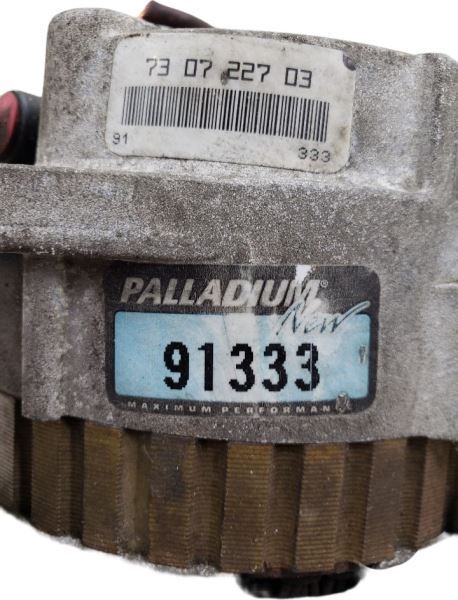 73 07 227 03
91 333
PALLADIUM®
New
91333
MAXIMUM PERFORMAN